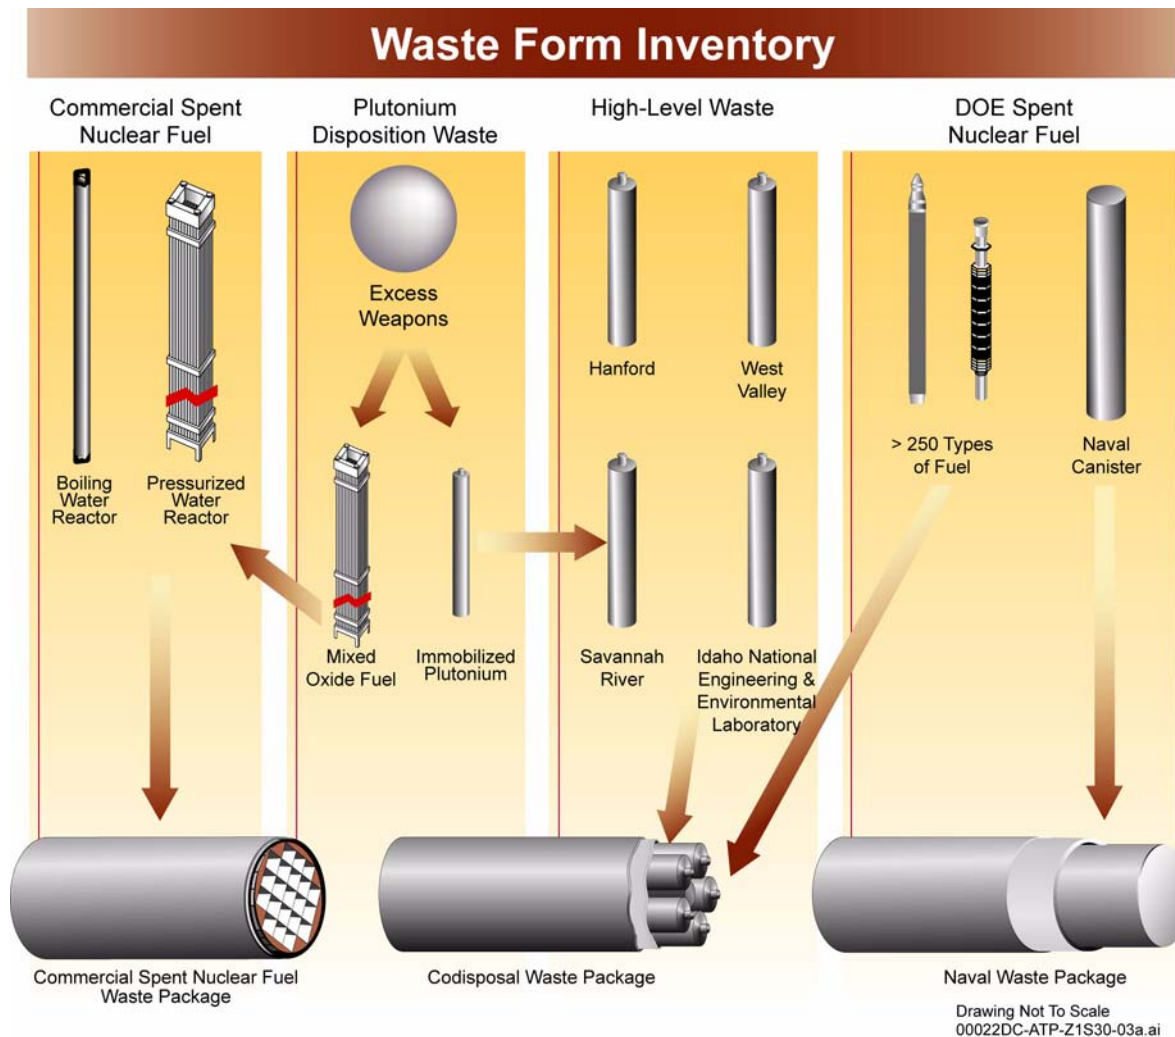 Waste Form Inventory
Commercial Spent
Nuclear Fuel
Plutonium
Disposition Waste
High-Level Waste
DOE Spent
Nuclear Fuel
Boiling
Water
Reactor
Pressurized
Water
Reactor
Excess
Weapons
Mixed
Oxide Fuel
Immobilized
Plutonium
Hanford
West
Valley
Savannah
River
Idaho National
Engineering &
Environmental
Laboratory
> 250 Types
of Fuel
Naval
Canister
Commercial Spent Nuclear Fuel
Waste Package
Codisposal Waste Package
Naval Waste Package
Drawing Not To Scale
00022DC-ATP-Z1S30-03a.ai